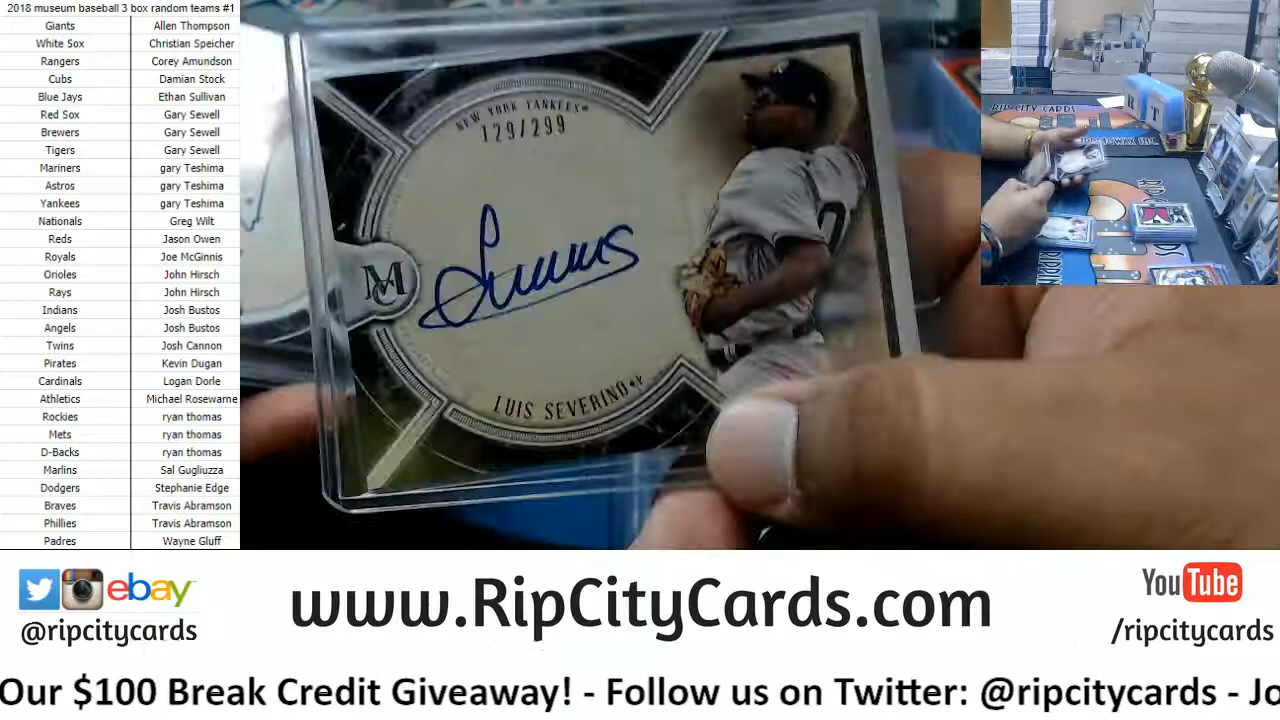 2018 museum baseball 3 box random teams #1
Giants Allen Thompson
White Sox Christian Speicher
Rangers Corey Amundson
Cubs Damian Stock
Blue Jays Ethan Sullivan
Red Sox Gary Sewell
Brewers Gary Sewell
Tigers Gary Sewell
Mariners gary Teshima
Astros gary Teshima
Yankees gary Teshima
Nationals Greg Wilt
Reds Jason Owen
Royals Joe McGinnis
Orioles John Hirsch
Rays John Hirsch
Indians Josh Bustos
Angels Josh Bustos
Twins Josh Cannon
Pirates Kevin Dugan
Cardinals Logan Dorle
Athletics Michael Rosewarne
Rockies ryan thomas
Mets ryan thomas
D-Backs ryan thomas
Marlins Sal Gugliuzza
Dodgers Stephanie Edge
Braves Travis Abramson
Phillies Travis Abramson
Padres Wayne Gluff
NEW YORK YANKEES™
129/299
MC
LUIS SEVERINO
RIP CITY CARDS
ebay
@ripcitycards
www.RipCityCards.com
YouTube
/ripcitycards
Our $100 Break Credit Giveaway! - Follow us on Twitter: @ripcitycards - Jo